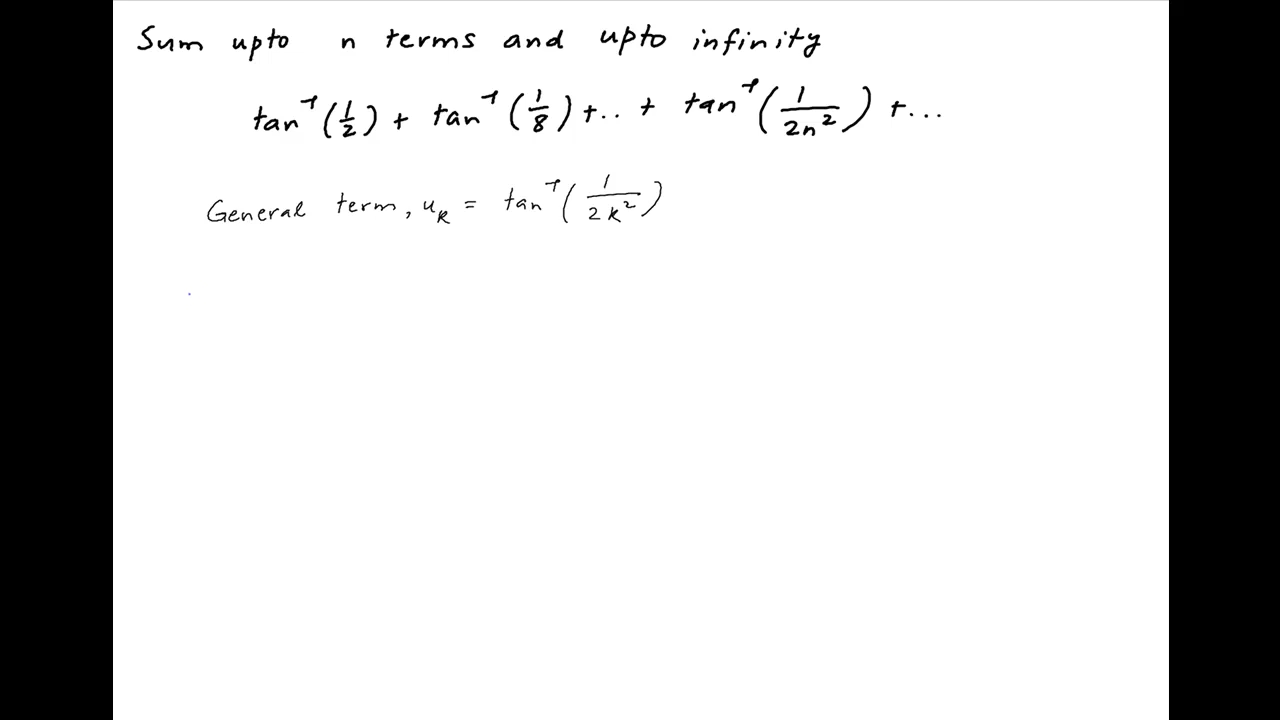 Sum upto n terms and upto infinity
tan⁻¹(1/2) + tan⁻¹(1/8) + .. + tan⁻¹(1/2n²) + ...
General term, u_k = tan⁻¹(1/2k²)